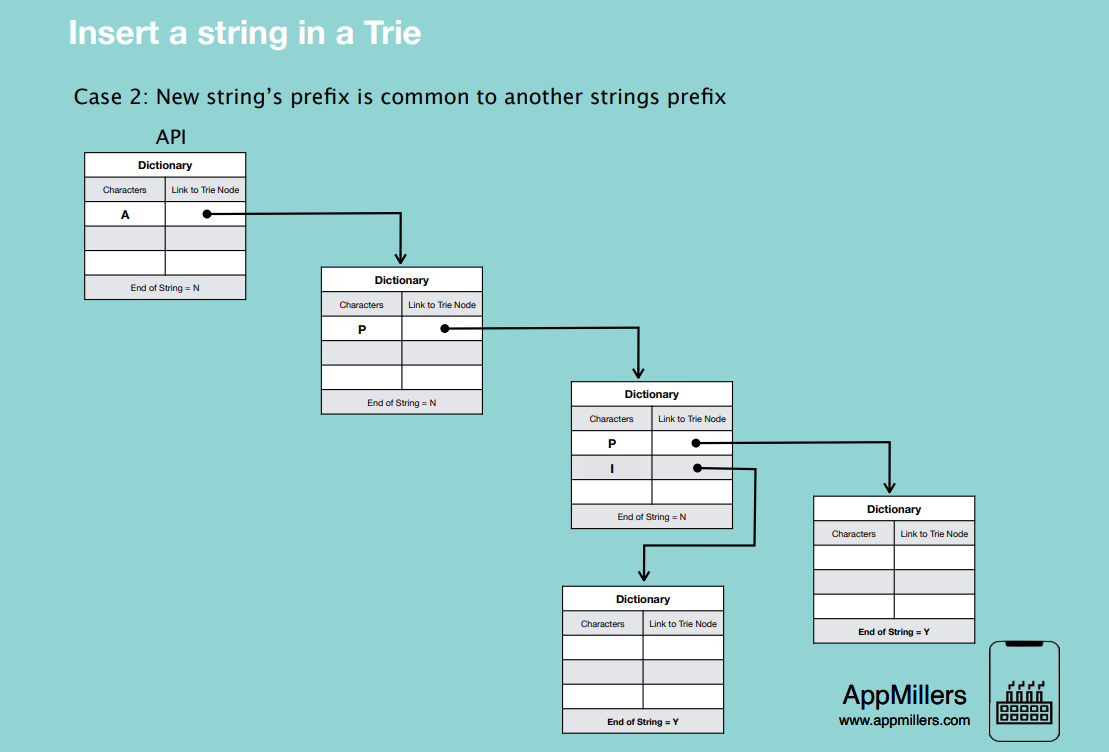 Insert a string in a Trie
Case 2: New string's prefix is common to another strings prefix
API
Dictionary
Characters Link to Trie Node
A
End of String = N
Dictionary
Characters Link to Trie Node
P
End of String = N
Dictionary
Characters Link to Trie Node
P
I
End of String = N
Dictionary
Characters Link to Trie Node
End of String = Y
Dictionary
Characters Link to Trie Node
End of String = Y
AppMillers
www.appmillers.com